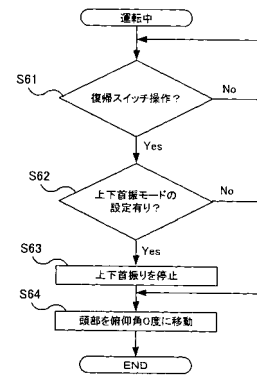 運転中
S61
復帰スイッチ操作？
No
Yes
S62
上下首振モードの
設定有り？
No
Yes
S63
上下首振りを停止
S64
頭部を俯仰角0度に移動
END